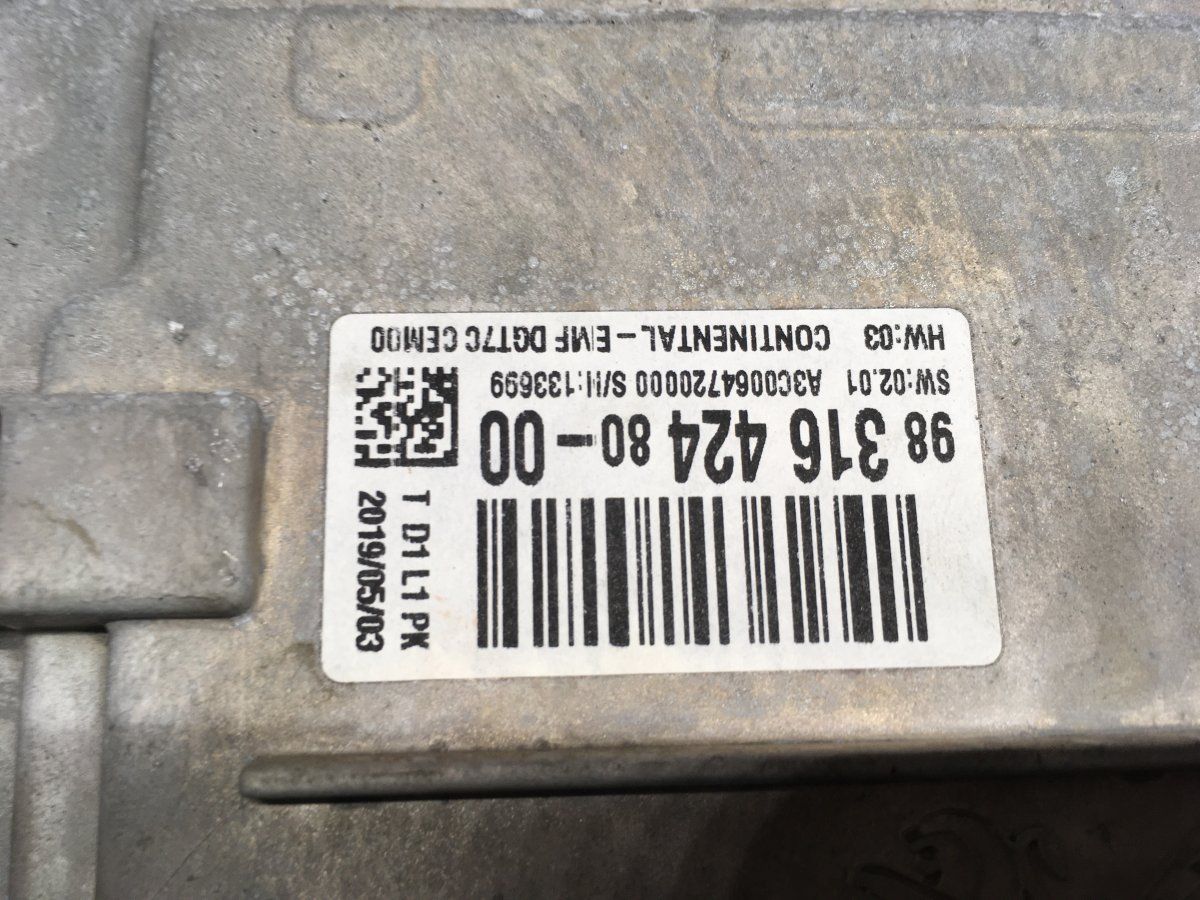 98 316 424 80-00
SW:02.01 A3C0064720000 S/N:133699
HW:03 CONTINENTAL-EMF DGT7C CEM00
T D1 L1 PK
2019/05/03